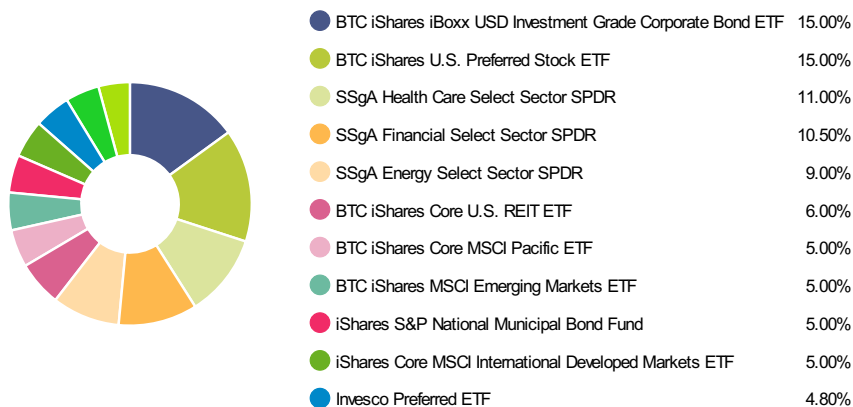 BTC iShares iBoxx USD Investment Grade Corporate Bond ETF 15.00%
BTC iShares U.S. Preferred Stock ETF 15.00%
SSgA Health Care Select Sector SPDR 11.00%
SSgA Financial Select Sector SPDR 10.50%
SSgA Energy Select Sector SPDR 9.00%
BTC iShares Core U.S. REIT ETF 6.00%
BTC iShares Core MSCI Pacific ETF 5.00%
BTC iShares MSCI Emerging Markets ETF 5.00%
iShares S&P National Municipal Bond Fund 5.00%
iShares Core MSCI International Developed Markets ETF 5.00%
Invesco Preferred ETF 4.80%